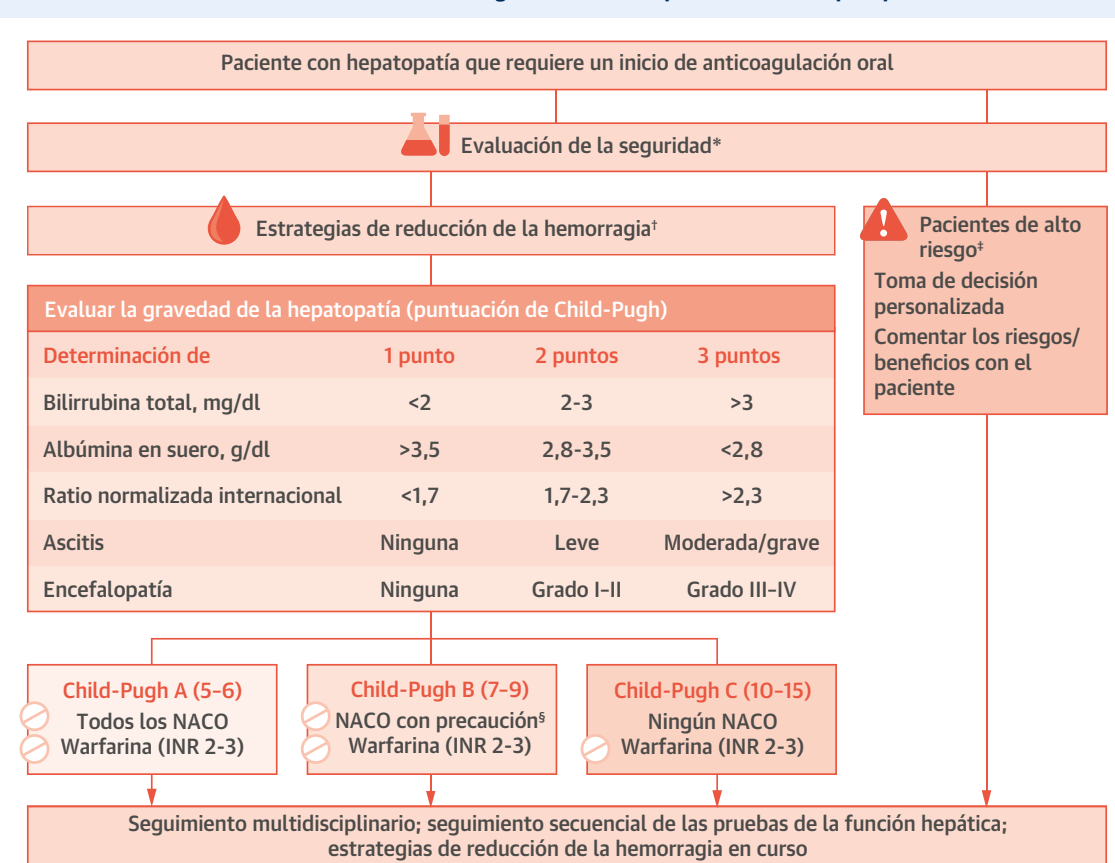 Paciente con hepatopatía que requiere un inicio de anticoagulación oral
Evaluación de la seguridad*
Estrategias de reducción de la hemorragia†
Pacientes de alto
riesgo‡
Toma de decisión
personalizada
Comentar los riesgos/
beneficios con el
paciente
Evaluar la gravedad de la hepatopatía (puntuación de Child-Pugh)
Determinación de 1 punto 2 puntos 3 puntos
Bilirrubina total, mg/dl <2 2-3 >3
Albúmina en suero, g/dl >3,5 2,8-3,5 <2,8
Ratio normalizada internacional <1,7 1,7-2,3 >2,3
Ascitis Ninguna Leve Moderada/grave
Encefalopatía Ninguna Grado I-II Grado III-IV
Child-Pugh A (5-6)
Todos los NACO
Warfarina (INR 2-3)
Child-Pugh B (7-9)
NACO con precaución§
Warfarina (INR 2-3)
Child-Pugh C (10-15)
Ningún NACO
Warfarina (INR 2-3)
Seguimiento multidisciplinario; seguimiento secuencial de las pruebas de la función hepática;
estrategias de reducción de la hemorragia en curso